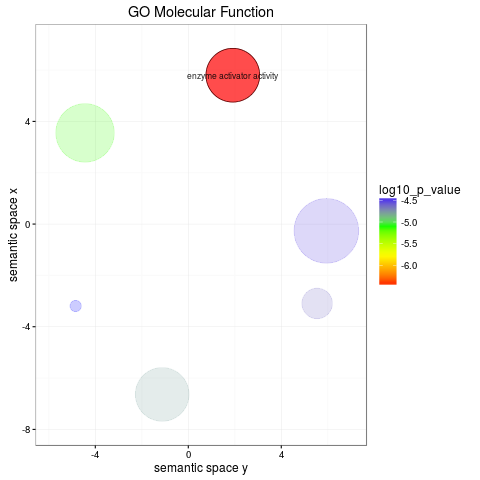 GO Molecular Function
enzyme activator activity
4
0
-4
-8
semantic space x
-4
0
4
semantic space y
log10_p_value
-4.5
-5.0
-5.5
-6.0